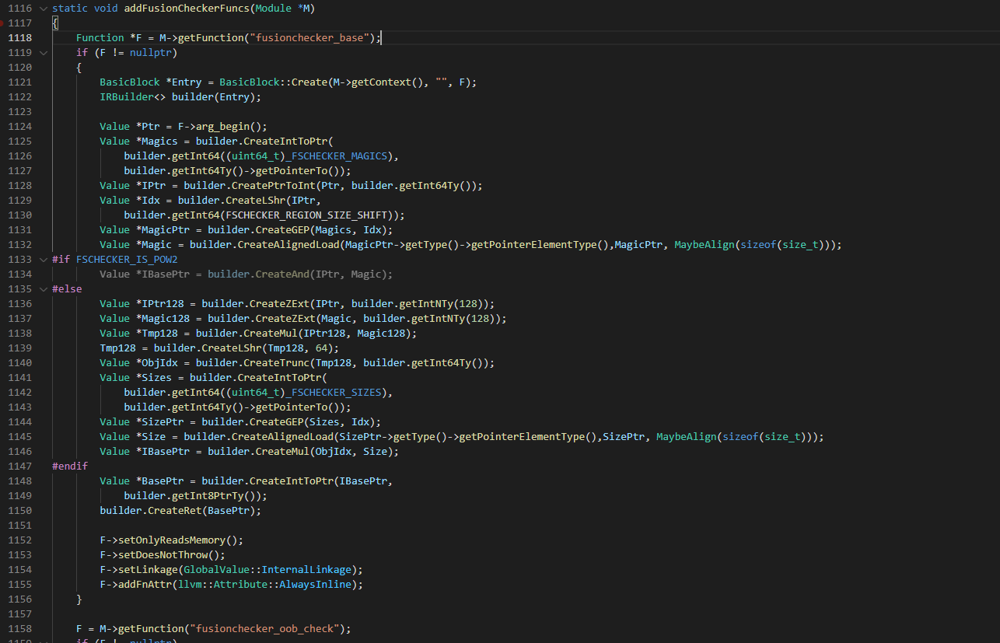 1116 static void addFusionCheckerFuncs(Module *M)
1117 {
1118     Function *F = M->getFunction("fusionchecker_base");
1119     if (F != nullptr)
1120     {
1121         BasicBlock *Entry = BasicBlock::Create(M->getContext(), "", F);
1122         IRBuilder<> builder(Entry);
1123
1124         Value *Ptr = F->arg_begin();
1125         Value *Magics = builder.CreateIntToPtr(
1126             builder.getInt64((uint64_t)_FSCHECKER_MAGICS),
1127             builder.getInt64Ty()->getPointerTo());
1128         Value *IPtr = builder.CreatePtrToInt(Ptr, builder.getInt64Ty());
1129         Value *Idx = builder.CreateLShr(IPtr,
1130             builder.getInt64(FSCHECKER_REGION_SIZE_SHIFT));
1131         Value *MagicPtr = builder.CreateGEP(Magics, Idx);
1132         Value *Magic = builder.CreateAlignedLoad(MagicPtr->getType()->getPointerElementType(),MagicPtr, MaybeAlign(sizeof(size_t)));
1133 #if FSCHECKER_IS_POW2
1134         Value *IBasePtr = builder.CreateAnd(IPtr, Magic);
1135 #else
1136         Value *IPtr128 = builder.CreateZExt(IPtr, builder.getIntNTy(128));
1137         Value *Magic128 = builder.CreateZExt(Magic, builder.getIntNTy(128));
1138         Value *Tmp128 = builder.CreateMul(IPtr128, Magic128);
1139         Tmp128 = builder.CreateLShr(Tmp128, 64);
1140         Value *ObjIdx = builder.CreateTrunc(Tmp128, builder.getInt64Ty());
1141         Value *Sizes = builder.CreateIntToPtr(
1142             builder.getInt64((uint64_t)_FSCHECKER_SIZES),
1143             builder.getInt64Ty()->getPointerTo());
1144         Value *SizePtr = builder.CreateGEP(Sizes, Idx);
1145         Value *Size = builder.CreateAlignedLoad(SizePtr->getType()->getPointerElementType(),SizePtr, MaybeAlign(sizeof(size_t)));
1146         Value *IBasePtr = builder.CreateMul(ObjIdx, Size);
1147 #endif
1148         Value *BasePtr = builder.CreateIntToPtr(IBasePtr,
1149             builder.getInt8PtrTy());
1150         builder.CreateRet(BasePtr);
1151
1152         F->setOnlyReadsMemory();
1153         F->setDoesNotThrow();
1154         F->setLinkage(GlobalValue::InternalLinkage);
1155         F->addFnAttr(llvm::Attribute::AlwaysInline);
1156     }
1157
1158     F = M->getFunction("fusionchecker_oob_check");
1159     if (F != nullptr)